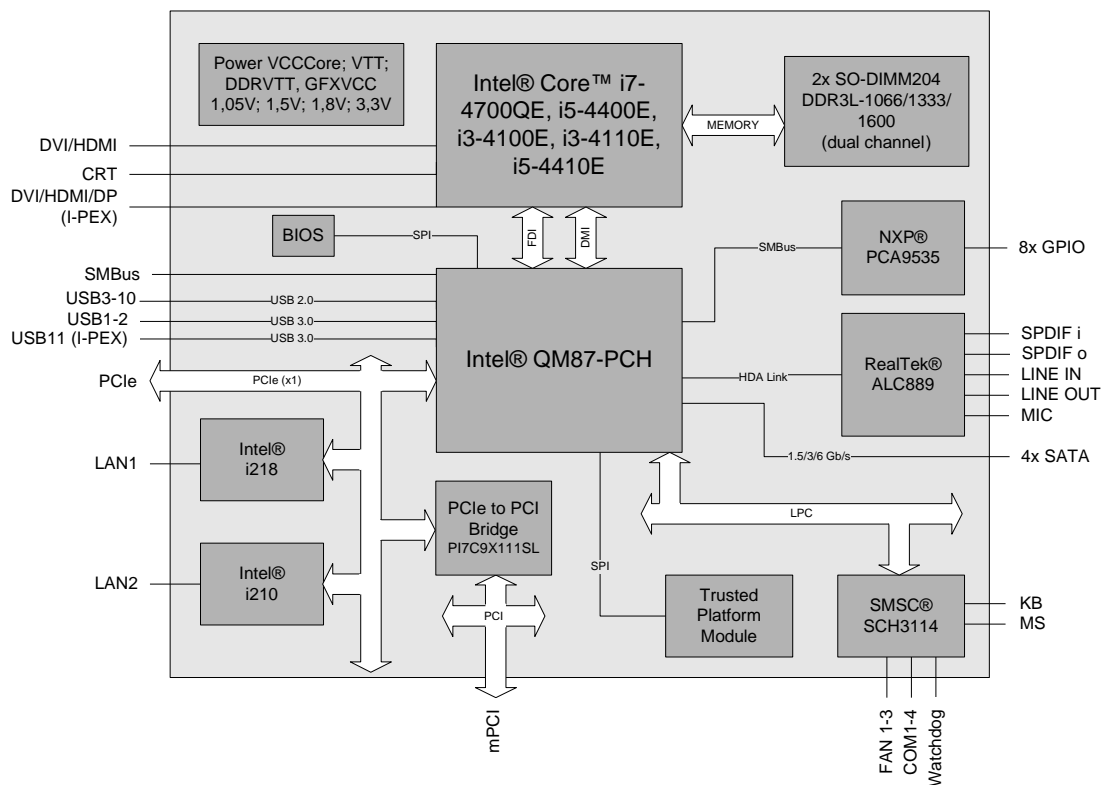 Power VCCCore; VTT;
DDRVTT, GFXVCC
1,05V; 1,5V; 1,8V; 3,3V
Intel® Core™ i7-
4700QE, i5-4400E,
i3-4100E, i3-4110E,
i5-4410E
MEMORY
2x SO-DIMM204
DDR3L-1066/1333/
1600
(dual channel)
DVI/HDMI
CRT
DVI/HDMI/DP
(I-PEX)
BIOS
SPI
FDI
DMI
SMBus
NXP®
PCA9535
8x GPIO
SMBus
USB3-10
USB 2.0
USB1-2
USB 3.0
USB11 (I-PEX)
USB 3.0
Intel® QM87-PCH
HDA Link
RealTek®
ALC889
SPDIF i
SPDIF o
LINE IN
LINE OUT
MIC
PCIe
PCIe (x1)
LAN1
Intel®
i218
1.5/3/6 Gb/s
4x SATA
PCIe to PCI
Bridge
PI7C9X111SL
LPC
LAN2
Intel®
i210
SPI
PCI
Trusted
Platform
Module
SMSC®
SCH3114
KB
MS
mPCI
FAN 1-3
COM1-4
Watchdog